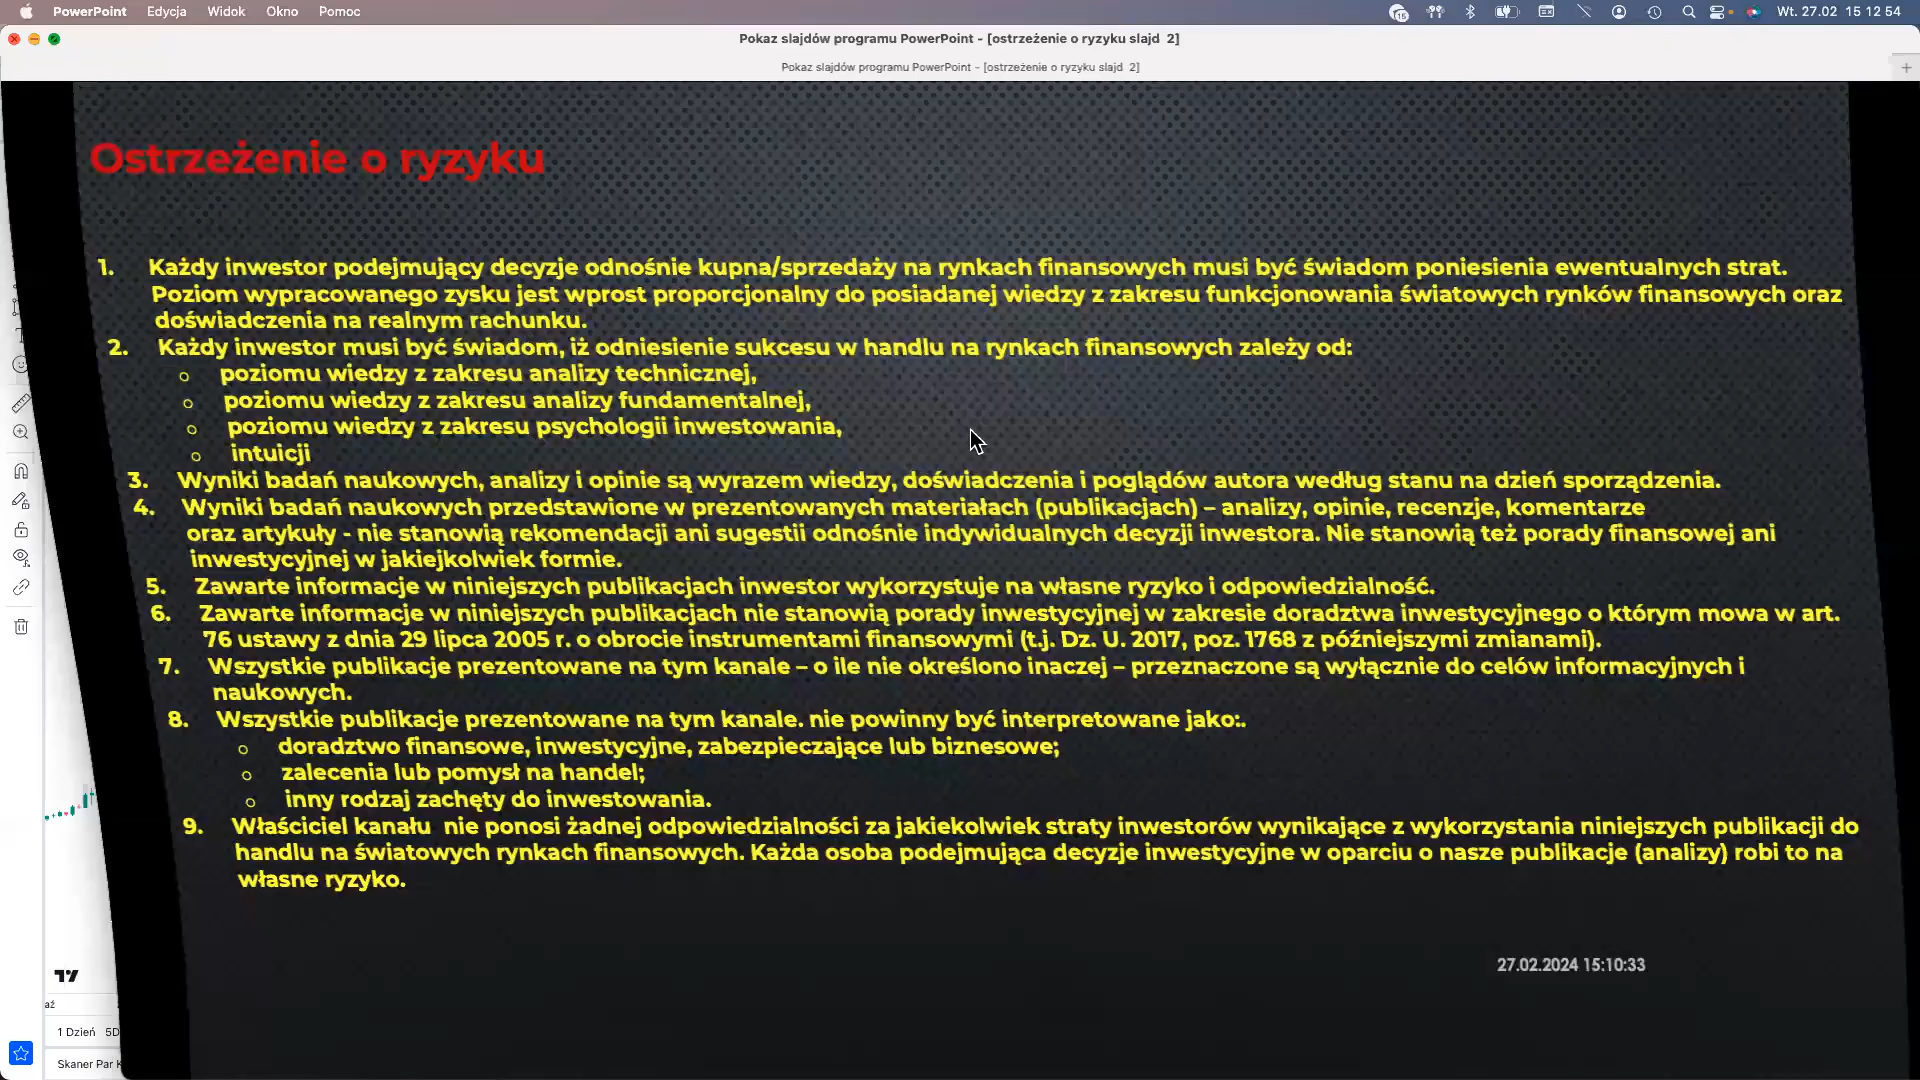 PowerPoint Edycja Widok Okno Pomoc
15
Wt. 27.02 15 12 54
Pokaz slajdów programu PowerPoint - [ostrzeżenie o ryzyku slajd 2]
Pokaz slajdów programu PowerPoint - [ostrzeżenie o ryzyku slajd 2]
Ostrzeżenie o ryzyku
1. Każdy inwestor podejmujący decyzje odnośnie kupna/sprzedaży na rynkach finansowych musi być świadom poniesienia ewentualnych strat.
Poziom wypracowanego zysku jest wprost proporcjonalny do posiadanej wiedzy z zakresu funkcjonowania światowych rynków finansowych oraz
doświadczenia na realnym rachunku.
2. Każdy inwestor musi być świadom, iż odniesienie sukcesu w handlu na rynkach finansowych zależy od:
o poziomu wiedzy z zakresu analizy technicznej,
o poziomu wiedzy z zakresu analizy fundamentalnej,
o poziomu wiedzy z zakresu psychologii inwestowania,
o intuicji
3. Wyniki badań naukowych, analizy i opinie są wyrazem wiedzy, doświadczenia i poglądów autora według stanu na dzień sporządzenia.
4. Wyniki badań naukowych przedstawione w prezentowanych materiałach (publikacjach) – analizy, opinie, recenzje, komentarze
oraz artykuły - nie stanowią rekomendacji ani sugestii odnośnie indywidualnych decyzji inwestora. Nie stanowią też porady finansowej ani
inwestycyjnej w jakiejkolwiek formie.
5. Zawarte informacje w niniejszych publikacjach inwestor wykorzystuje na własne ryzyko i odpowiedzialność.
6. Zawarte informacje w niniejszych publikacjach nie stanowią porady inwestycyjnej w zakresie doradztwa inwestycyjnego o którym mowa w art.
76 ustawy z dnia 29 lipca 2005 r. o obrocie instrumentami finansowymi (t.j. Dz. U. 2017, poz. 1768 z późniejszymi zmianami).
7. Wszystkie publikacje prezentowane na tym kanale – o ile nie określono inaczej – przeznaczone są wyłącznie do celów informacyjnych i
naukowych.
8. Wszystkie publikacje prezentowane na tym kanale. nie powinny być interpretowane jako:.
o doradztwo finansowe, inwestycyjne, zabezpieczające lub biznesowe;
o zalecenia lub pomysł na handel;
o inny rodzaj zachęty do inwestowania.
9. Właściciel kanału nie ponosi żadnej odpowiedzialności za jakiekolwiek straty inwestorów wynikające z wykorzystania niniejszych publikacji do
handlu na światowych rynkach finansowych. Każda osoba podejmująca decyzje inwestycyjne w oparciu o nasze publikacje (analizy) robi to na
własne ryzyko.
27.02.2024 15:10:33
aż
1 Dzień 5D
Skaner Par